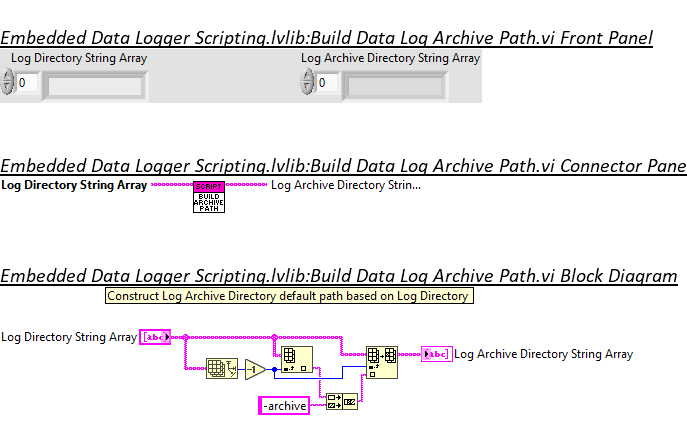 Embedded Data Logger Scripting.lvlib:Build Data Log Archive Path.vi Front Panel
Log Directory String Array Log Archive Directory String Array
0 0
Embedded Data Logger Scripting.lvlib:Build Data Log Archive Path.vi Connector Pane
Log Directory String Array SCRIPT Log Archive Directory Strin...
BUILD
ARCHIVE
PATH
Embedded Data Logger Scripting.lvlib:Build Data Log Archive Path.vi Block Diagram
Construct Log Archive Directory default path based on Log Directory
Log Directory String Array abc abc Log Archive Directory String Array
-1
-archive